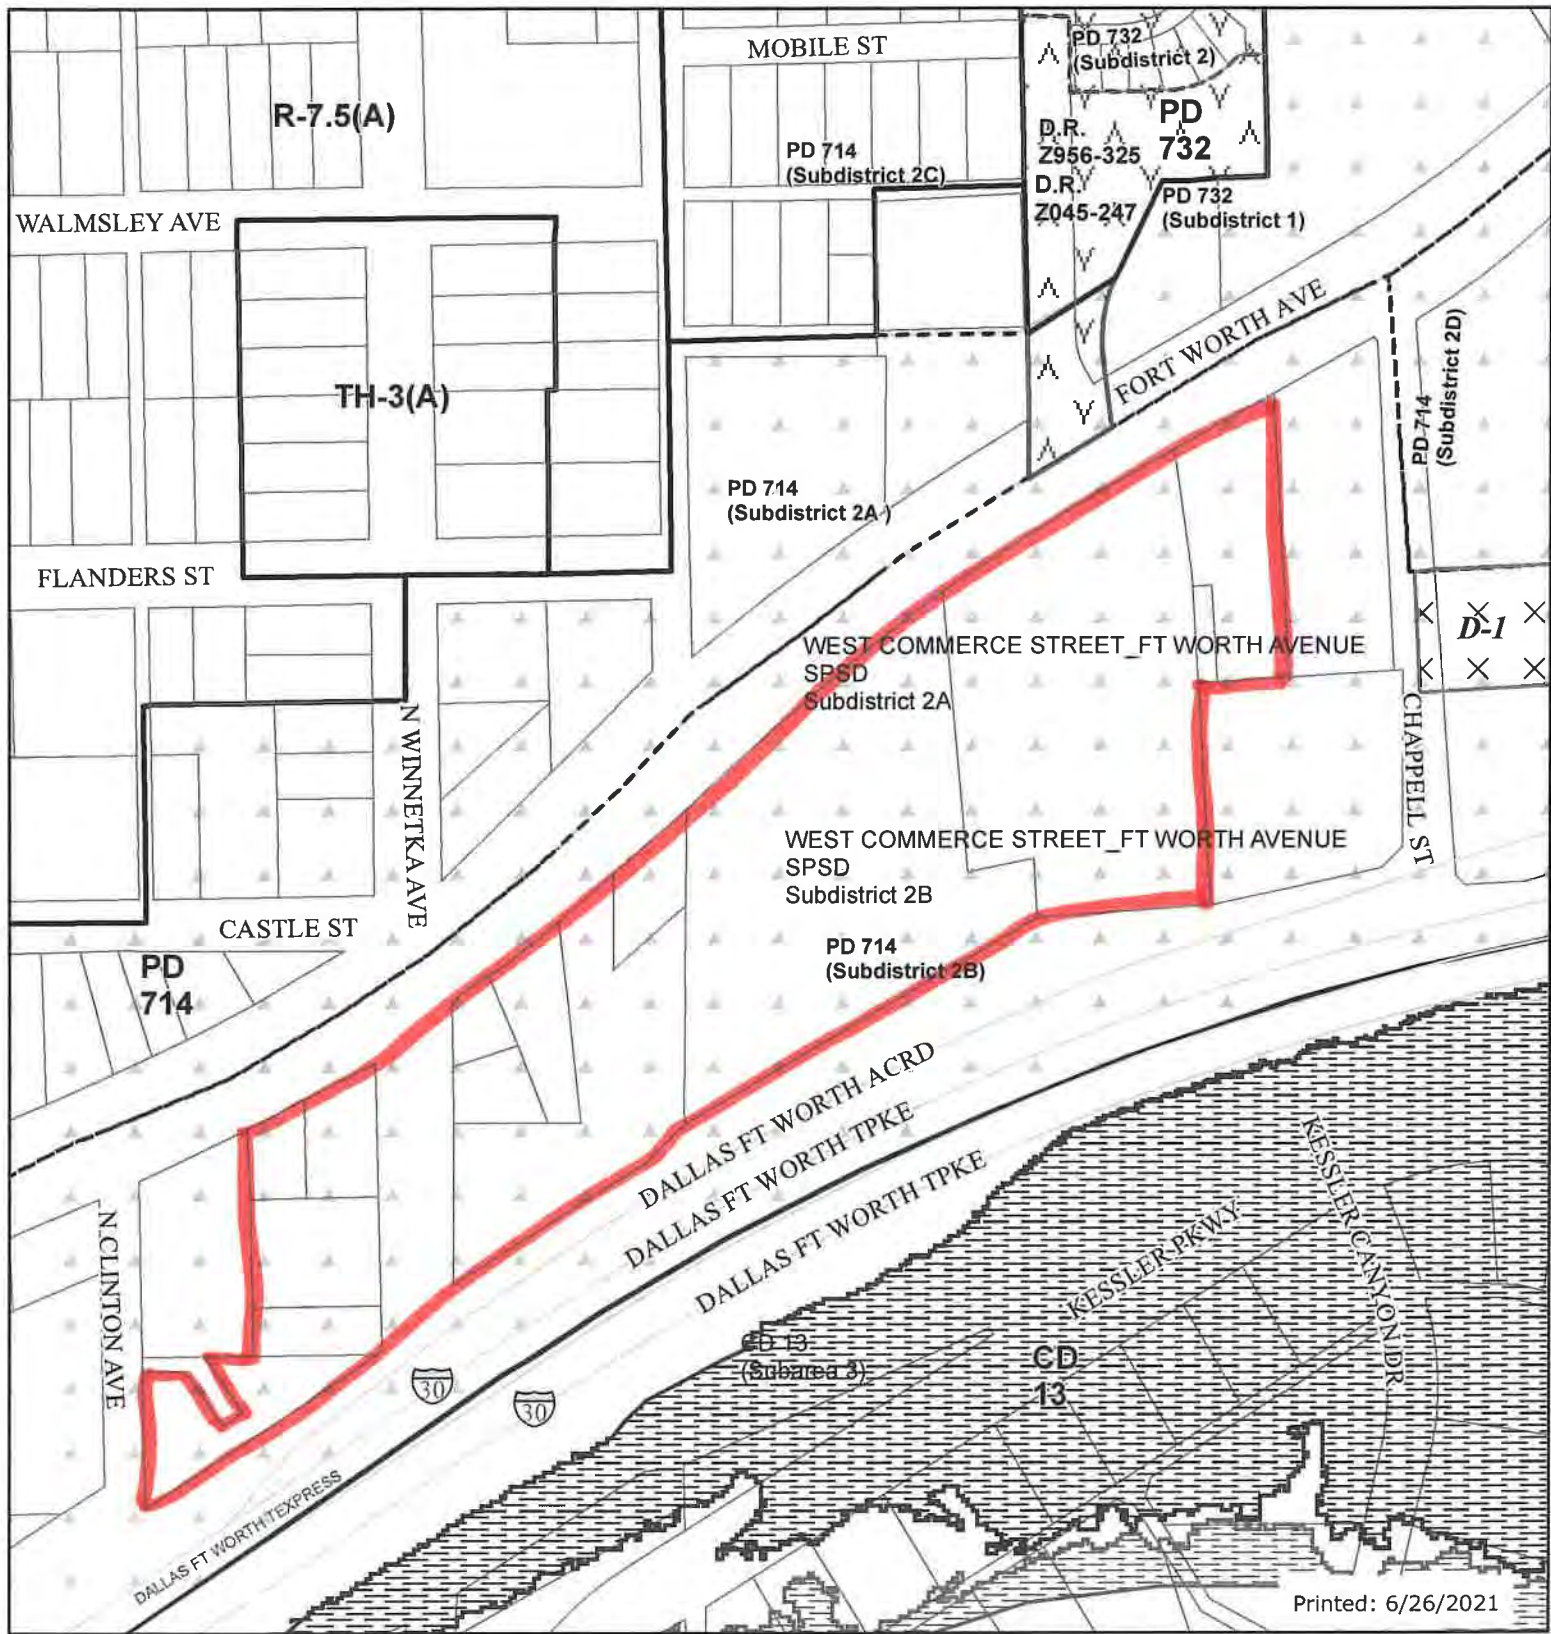 MOBILE ST
PD 732
(Subdistrict 2)
R-7.5(A)
PD
732
D.R.
Z956-325
D.R.
Z045-247
PD 714
(Subdistrict 2C)
PD 732
(Subdistrict 1)
WALMSLEY AVE
FORT WORTH AVE
PD 714
(Subdistrict 2D)
TH-3(A)
PD 714
(Subdistrict 2A )
FLANDERS ST
D-1
WEST COMMERCE STREET_FT WORTH AVENUE
SPSD
Subdistrict 2A
N WINNETKA AVE
CHAPPELL ST
WEST COMMERCE STREET_FT WORTH AVENUE
SPSD
Subdistrict 2B
CASTLE ST
PD 714
(Subdistrict 2B)
PD
714
DALLAS FT WORTH ACRD
DALLAS FT WORTH TPKE
DALLAS FT WORTH TPKE
N CLINTON AVE
KESSLER PKWY
KESSLER CANYON DR
CD 13
(Subarea 3)
CD
13
30
30
DALLAS FT WORTH TEXPRESS
Printed: 6/26/2021